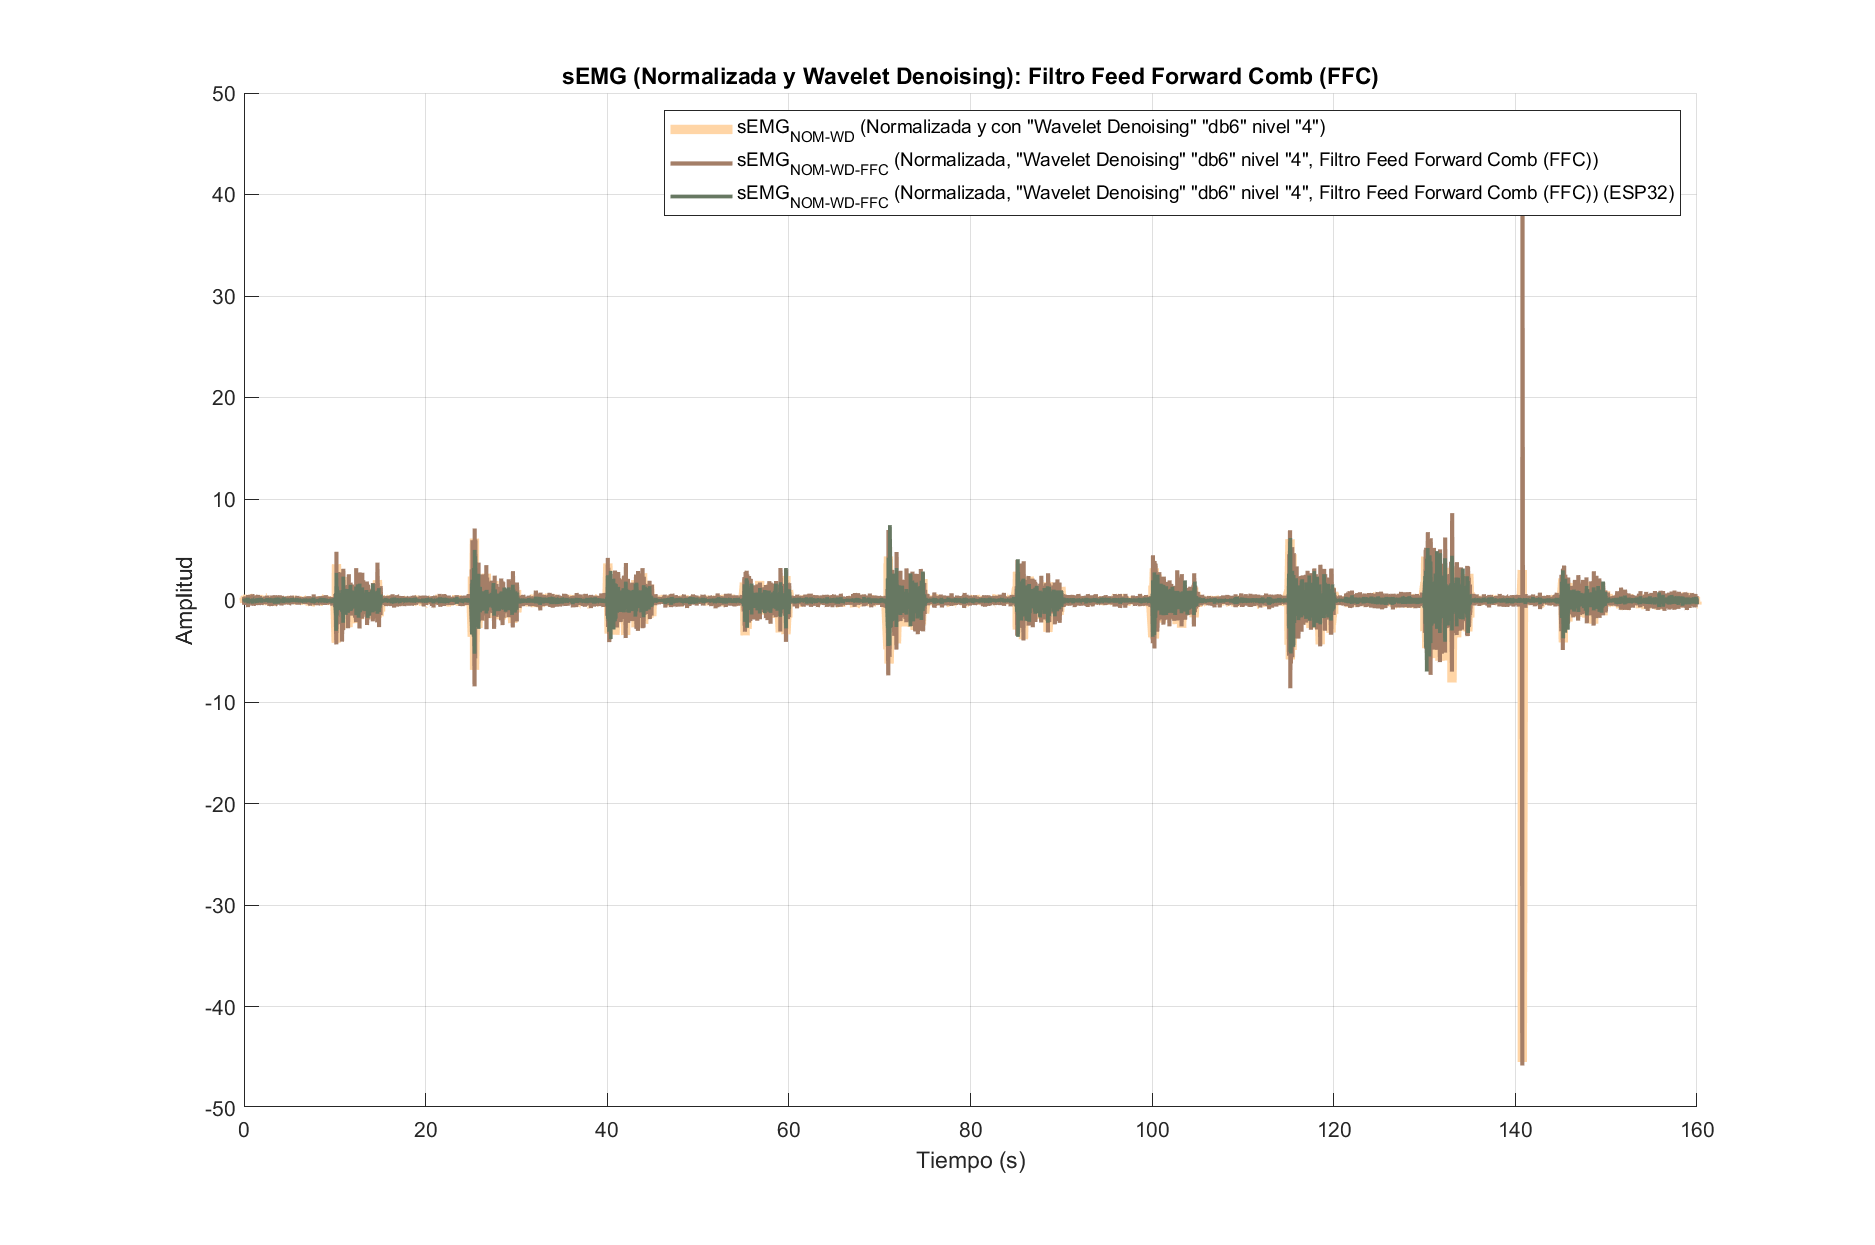 sEMG (Normalizada y Wavelet Denoising): Filtro Feed Forward Comb (FFC)
sEMG_NOM-WD (Normalizada y con "Wavelet Denoising" "db6" nivel "4")
sEMG_NOM-WD-FFC (Normalizada, "Wavelet Denoising" "db6" nivel "4", Filtro Feed Forward Comb (FFC))
sEMG_NOM-WD-FFC (Normalizada, "Wavelet Denoising" "db6" nivel "4", Filtro Feed Forward Comb (FFC)) (ESP32)
Amplitud
50
40
30
20
10
0
-10
-20
-30
-40
-50
0 20 40 60 80 100 120 140 160
Tiempo (s)